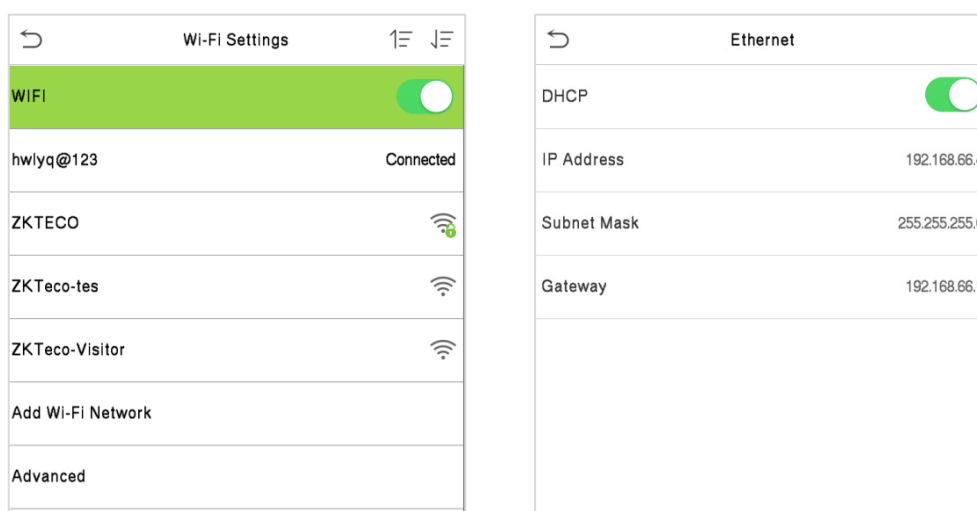 Wi-Fi Settings
WIFI
hwlyq@123
Connected
ZKTECO
ZKTeco-tes
ZKTeco-Visitor
Add Wi-Fi Network
Advanced
Ethernet
DHCP
IP Address
192.168.66.
Subnet Mask
255.255.255.
Gateway
192.168.66.